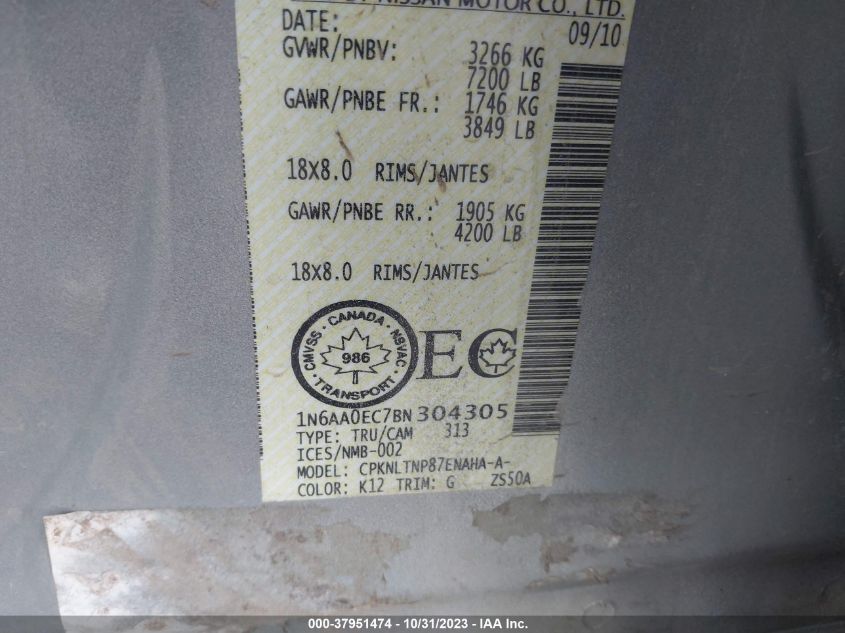 NISSAN MOTOR CO., LTD.
DATE: 09/10
GVWR/PNBV: 3266 KG
7200 LB
GAWR/PNBE FR.: 1746 KG
3849 LB
18X8.0 RIMS/JANTES
GAWR/PNBE RR.: 1905 KG
4200 LB
18X8.0 RIMS/JANTES
CMVSS · CANADA · NSVAC · TRANSPORT ·
986
EC
1N6AA0EC7BN304305
TYPE: TRU/CAM 313
ICES/NMB-002
MODEL: CPKNLTNP87ENAHA-A-
COLOR: K12 TRIM: G ZS50A
000-37951474 - 10/31/2023 - IAA Inc.